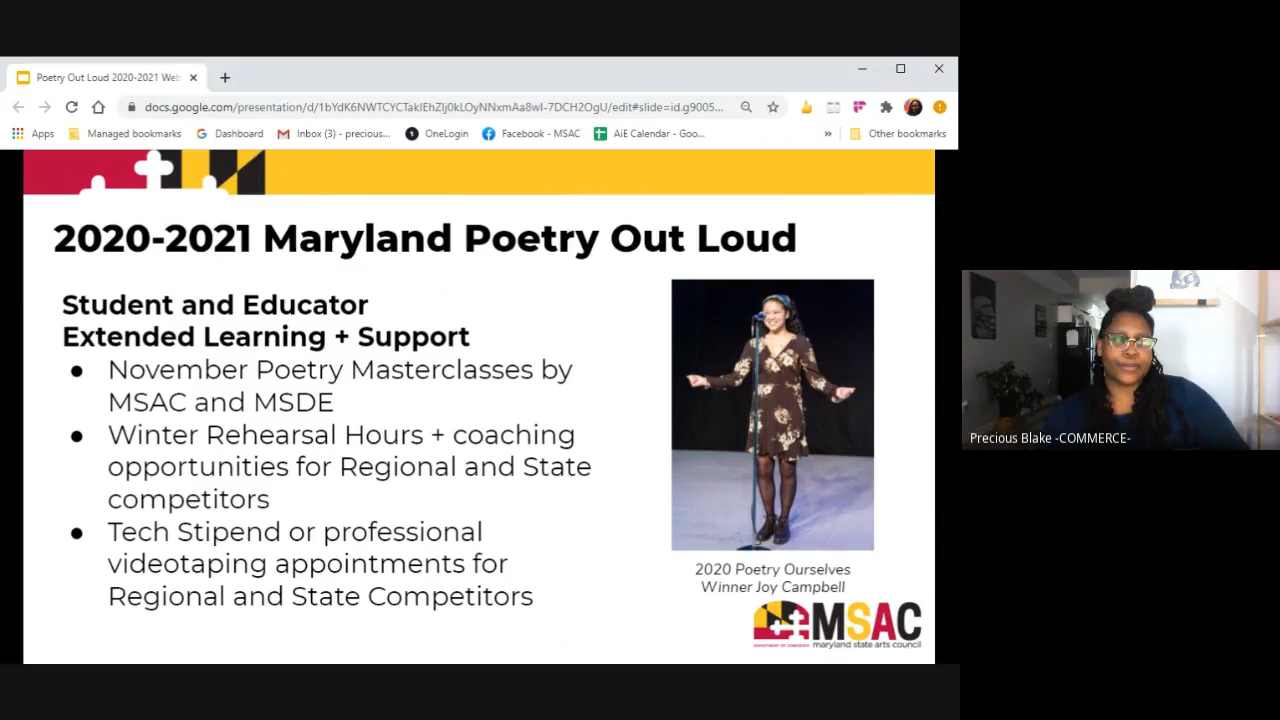 Poetry Out Loud 2020-2021 Web
docs.google.com/presentation/d/1bYdK6NWTCYCTaklEhZIj0kLOyNNxmAa8wI-7DCH2OgU/edit#slide=id.g9005...
Apps Managed bookmarks Dashboard Inbox (3) - precious... OneLogin Facebook - MSAC AiE Calendar - Goo... » Other bookmarks
2020-2021 Maryland Poetry Out Loud
Student and Educator
Extended Learning + Support
● November Poetry Masterclasses by
MSAC and MSDE
● Winter Rehearsal Hours + coaching
opportunities for Regional and State
competitors
● Tech Stipend or professional
videotaping appointments for
Regional and State Competitors
2020 Poetry Ourselves
Winner Joy Campbell
MSAC
DEPARTMENT OF COMMERCE maryland state arts council
Precious Blake -COMMERCE-